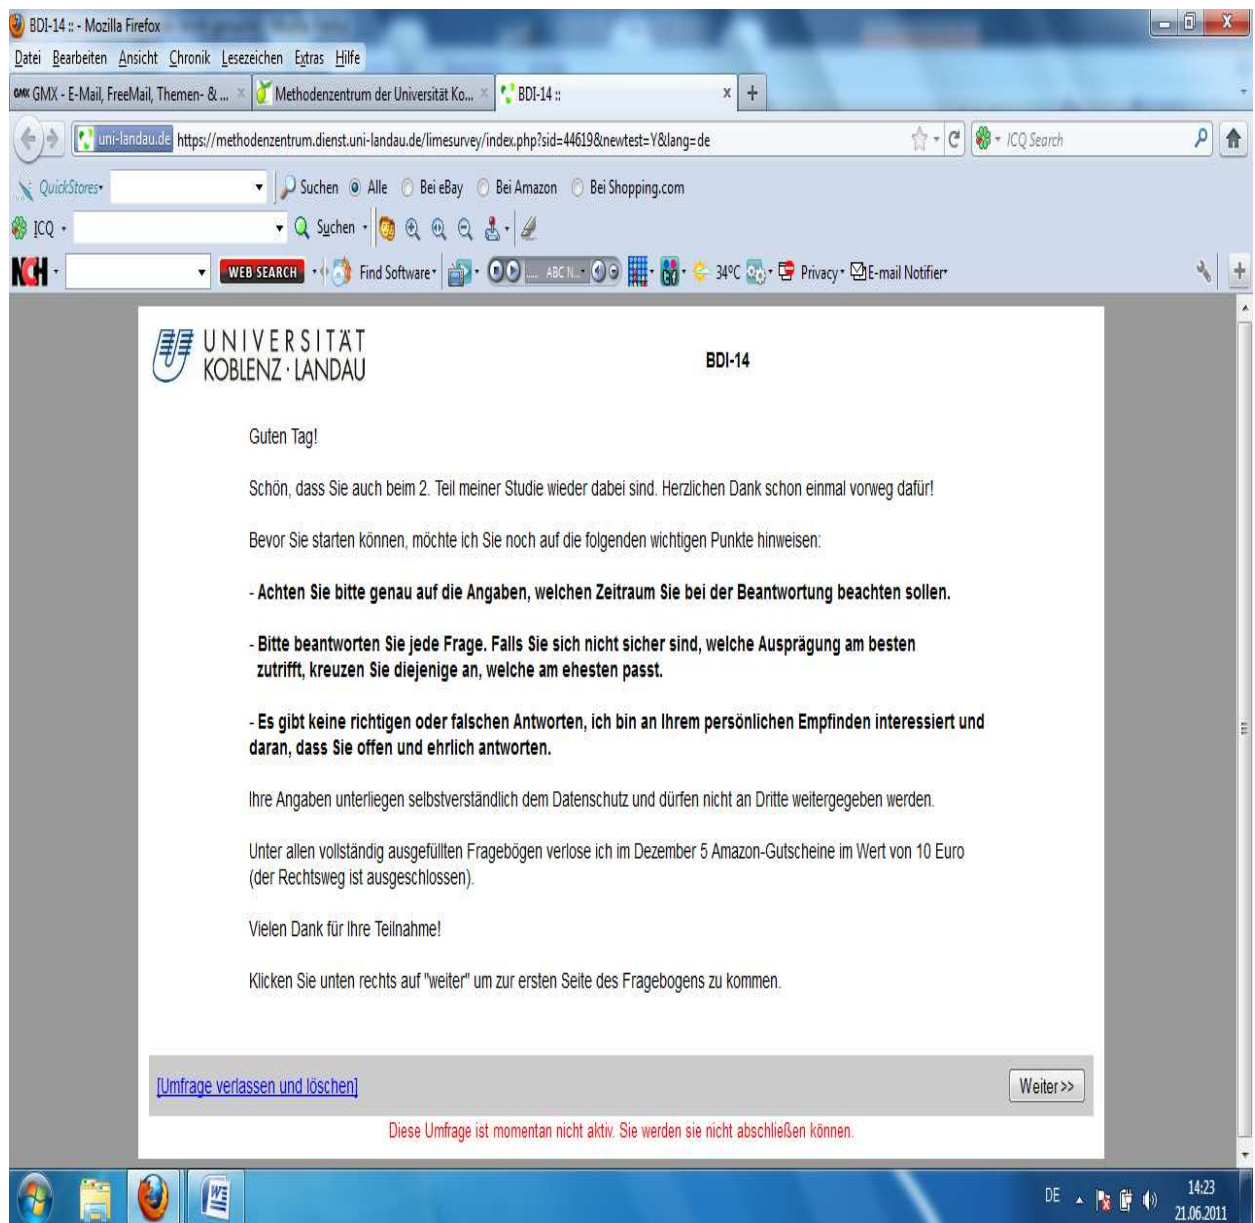 BDI-14 :: - Mozilla Firefox
Datei Bearbeiten Ansicht Chronik Lesezeichen Extras Hilfe
GMX GMX - E-Mail, FreeMail, Themen- & ... Methodenzentrum der Universität Ko... BDI-14 ::
uni-landau.de https://methodenzentrum.dienst.uni-landau.de/limesurvey/index.php?sid=44619&newtest=Y&lang=de ICQ Search
QuickStores Suchen Alle Bei eBay Bei Amazon Bei Shopping.com
ICQ Suchen
NCH WEB SEARCH Find Software ABC N... 34°C Privacy E-mail Notifier
UNIVERSITÄT
KOBLENZ · LANDAU
BDI-14
Guten Tag!
Schön, dass Sie auch beim 2. Teil meiner Studie wieder dabei sind. Herzlichen Dank schon einmal vorweg dafür!
Bevor Sie starten können, möchte ich Sie noch auf die folgenden wichtigen Punkte hinweisen:
- Achten Sie bitte genau auf die Angaben, welchen Zeitraum Sie bei der Beantwortung beachten sollen.
- Bitte beantworten Sie jede Frage. Falls Sie sich nicht sicher sind, welche Ausprägung am besten
zutrifft, kreuzen Sie diejenige an, welche am ehesten passt.
- Es gibt keine richtigen oder falschen Antworten, ich bin an Ihrem persönlichen Empfinden interessiert und
daran, dass Sie offen und ehrlich antworten.
Ihre Angaben unterliegen selbstverständlich dem Datenschutz und dürfen nicht an Dritte weitergegeben werden.
Unter allen vollständig ausgefüllten Fragebögen verlose ich im Dezember 5 Amazon-Gutscheine im Wert von 10 Euro
(der Rechtsweg ist ausgeschlossen).
Vielen Dank für Ihre Teilnahme!
Klicken Sie unten rechts auf "weiter" um zur ersten Seite des Fragebogens zu kommen.
[Umfrage verlassen und löschen]
Weiter >>
Diese Umfrage ist momentan nicht aktiv. Sie werden sie nicht abschließen können.
DE
14:23
21.06.2011